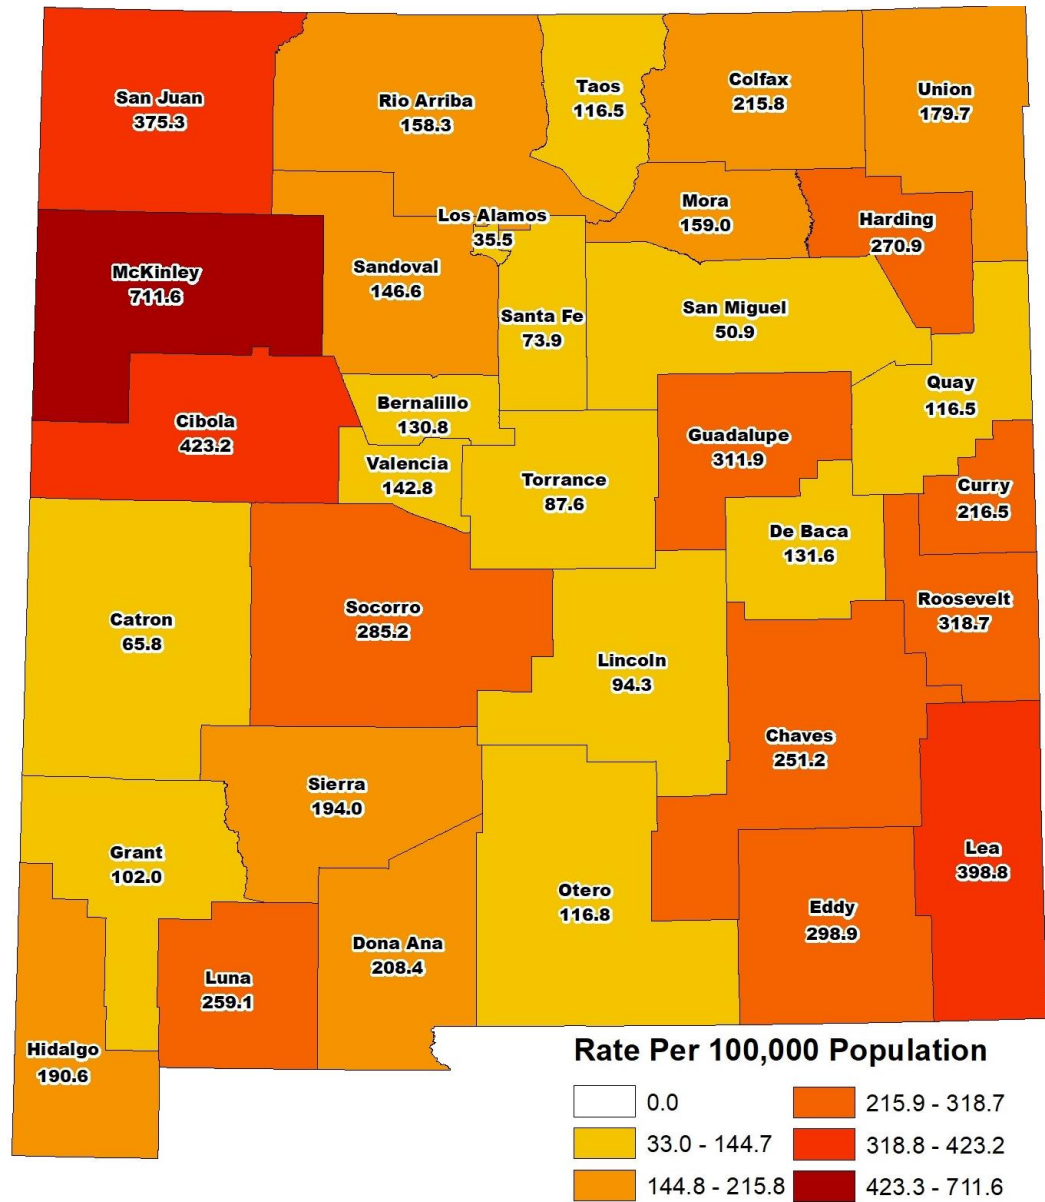 San Juan
375.3
Rio Arriba
158.3
Taos
116.5
Colfax
215.8
Union
179.7
Los Alamos
35.5
Mora
159.0
Harding
270.9
McKinley
711.6
Sandoval
146.6
Santa Fe
73.9
San Miguel
50.9
Quay
116.5
Cibola
423.2
Bernalillo
130.8
Valencia
142.8
Torrance
87.6
Guadalupe
311.9
Curry
216.5
De Baca
131.6
Roosevelt
318.7
Catron
65.8
Socorro
285.2
Lincoln
94.3
Chaves
251.2
Sierra
194.0
Grant
102.0
Otero
116.8
Lea
398.8
Eddy
298.9
Dona Ana
208.4
Luna
259.1
Hidalgo
190.6
Rate Per 100,000 Population
0.0
33.0 - 144.7
144.8 - 215.8
215.9 - 318.7
318.8 - 423.2
423.3 - 711.6